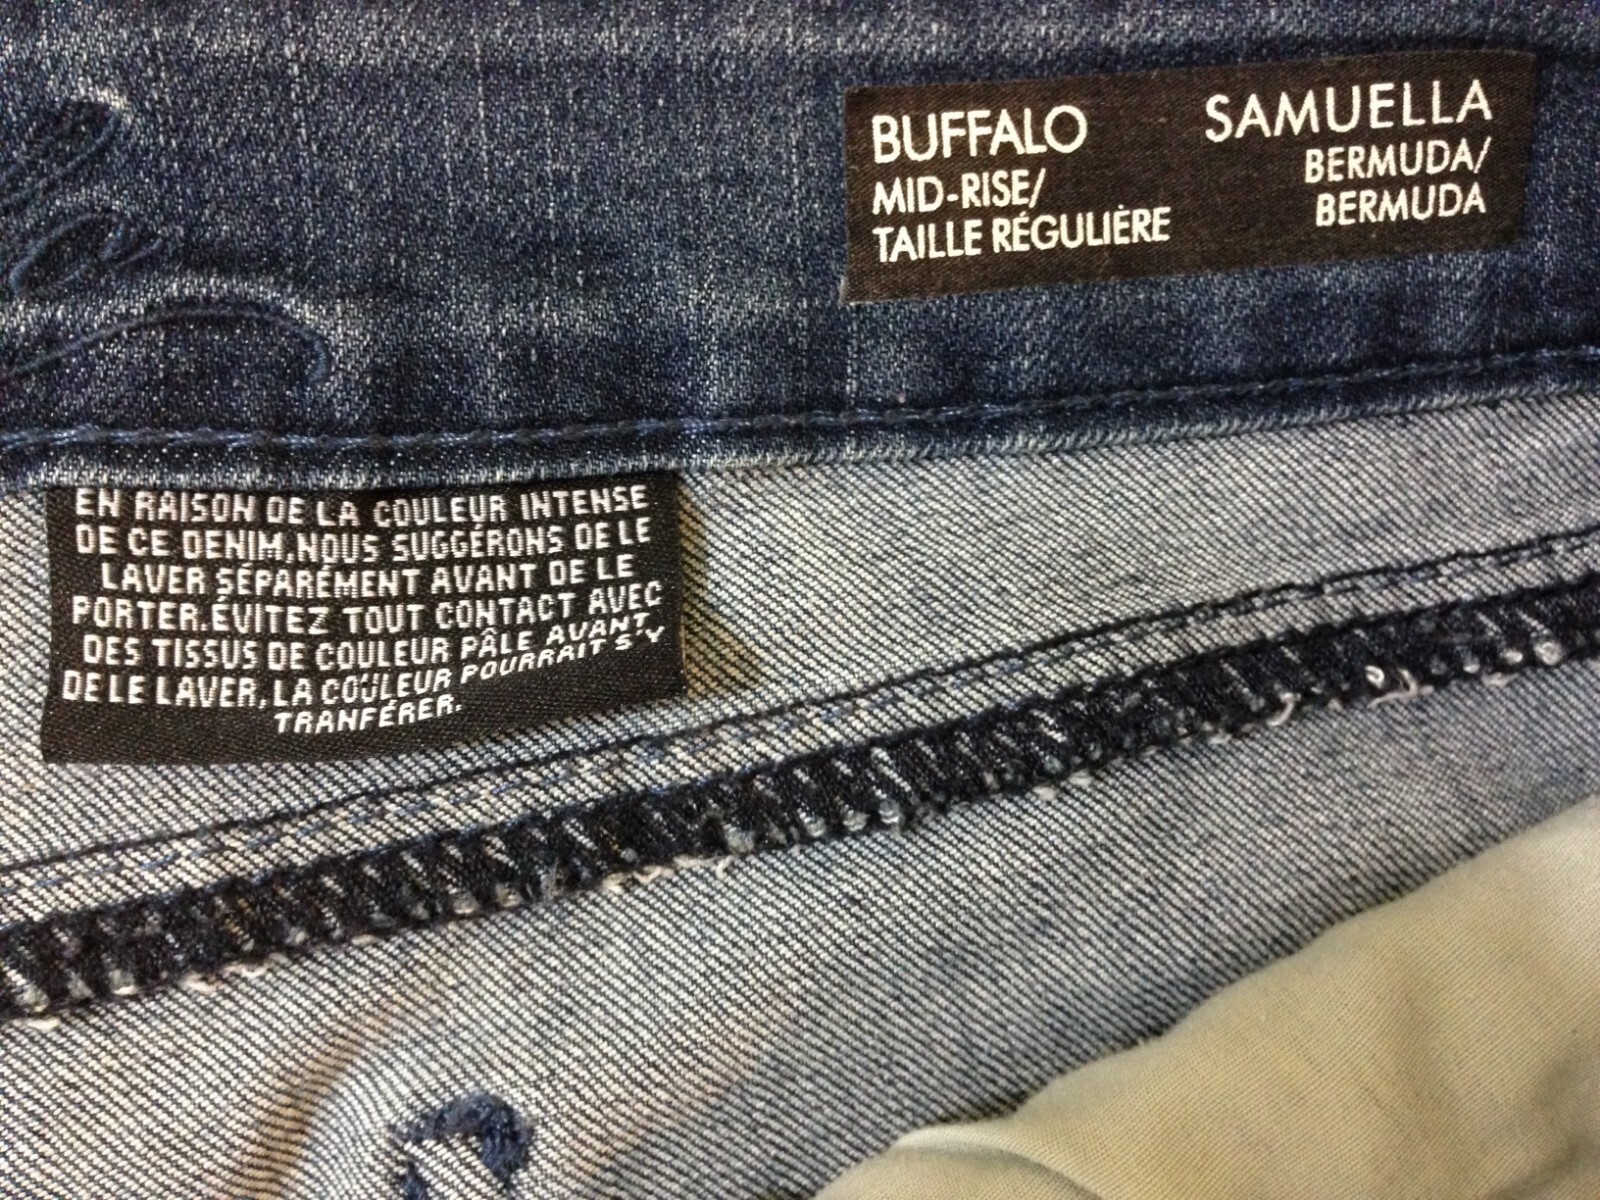 BUFFALO
MID-RISE/
TAILLE RÉGULIÈRE
SAMUELLA
BERMUDA/
BERMUDA
EN RAISON DE LA COULEUR INTENSE
DE CE DENIM,NOUS SUGGÉRONS DE LE
LAVER SÉPARÉMENT AVANT DE LE
PORTER.ÉVITEZ TOUT CONTACT AVEC
DES TISSUS DE COULEUR PÂLE AVANT
DE LE LAVER, LA COULEUR POURRAIT S'Y
TRANFÉRER.